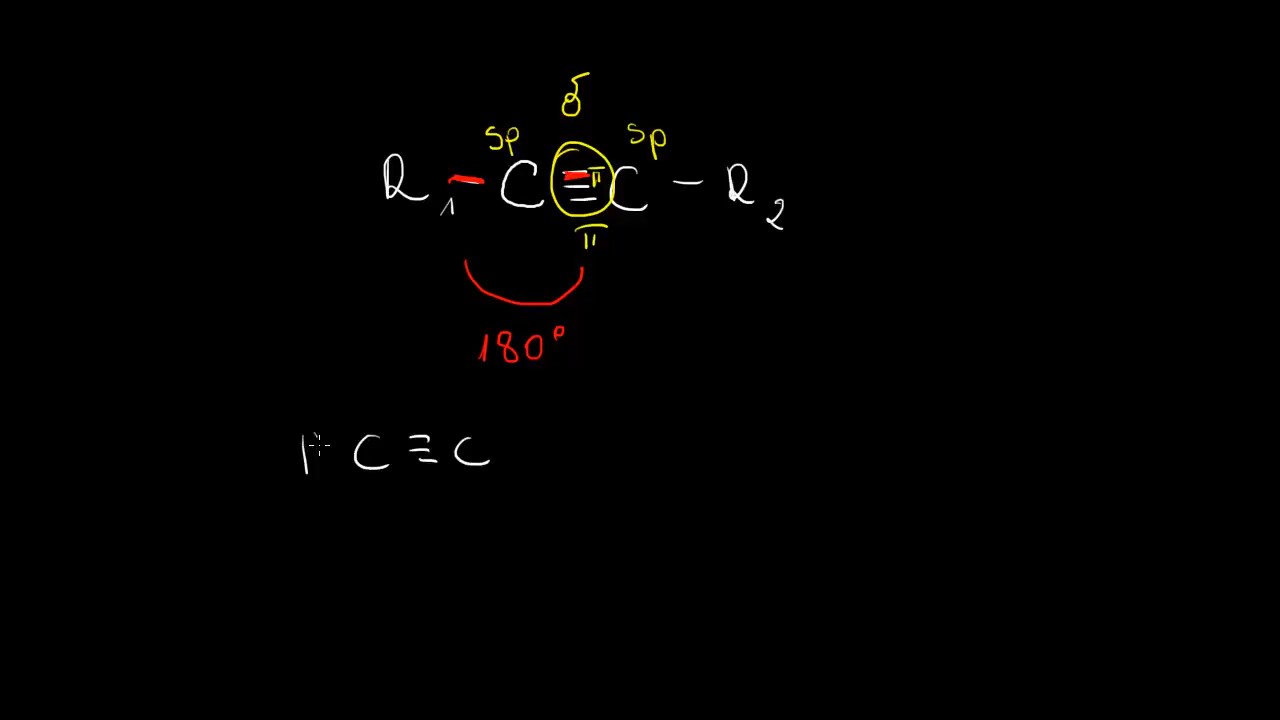 δ
sp sp
R₁ – C ≡ C – R₂
π
π
180°
C ≡ C